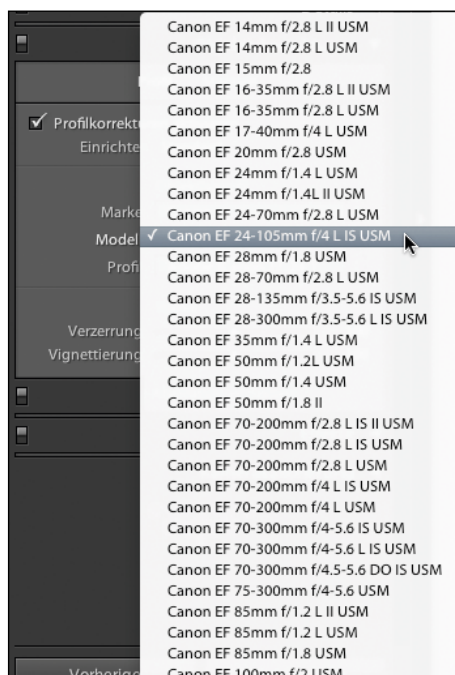 Canon EF 14mm f/2.8 L II USM
Canon EF 14mm f/2.8 L USM
Canon EF 15mm f/2.8
Canon EF 16-35mm f/2.8 L II USM
Canon EF 16-35mm f/2.8 L USM
Profilkorrektu
Canon EF 17-40mm f/4 L USM
Einrichte
Canon EF 20mm f/2.8 USM
Canon EF 24mm f/1.4 L USM
Canon EF 24mm f/1.4L II USM
Marke
Canon EF 24-70mm f/2.8 L USM
Model
✓ Canon EF 24-105mm f/4 L IS USM
Canon EF 28mm f/1.8 USM
Profi
Canon EF 28-70mm f/2.8 L USM
Canon EF 28-135mm f/3.5-5.6 IS USM
Canon EF 28-300mm f/3.5-5.6 L IS USM
Verzerrung
Canon EF 35mm f/1.4 L USM
Vignettierung
Canon EF 50mm f/1.2L USM
Canon EF 50mm f/1.4 USM
Canon EF 50mm f/1.8 II
Canon EF 70-200mm f/2.8 L IS II USM
Canon EF 70-200mm f/2.8 L IS USM
Canon EF 70-200mm f/2.8 L USM
Canon EF 70-200mm f/4 L IS USM
Canon EF 70-200mm f/4 L USM
Canon EF 70-300mm f/4-5.6 IS USM
Canon EF 70-300mm f/4-5.6 L IS USM
Canon EF 70-300mm f/4.5-5.6 DO IS USM
Canon EF 75-300mm f/4-5.6 USM
Canon EF 85mm f/1.2 L II USM
Canon EF 85mm f/1.2 L USM
Canon EF 85mm f/1.8 USM
Vorherige
Canon EF 100mm f/2 USM